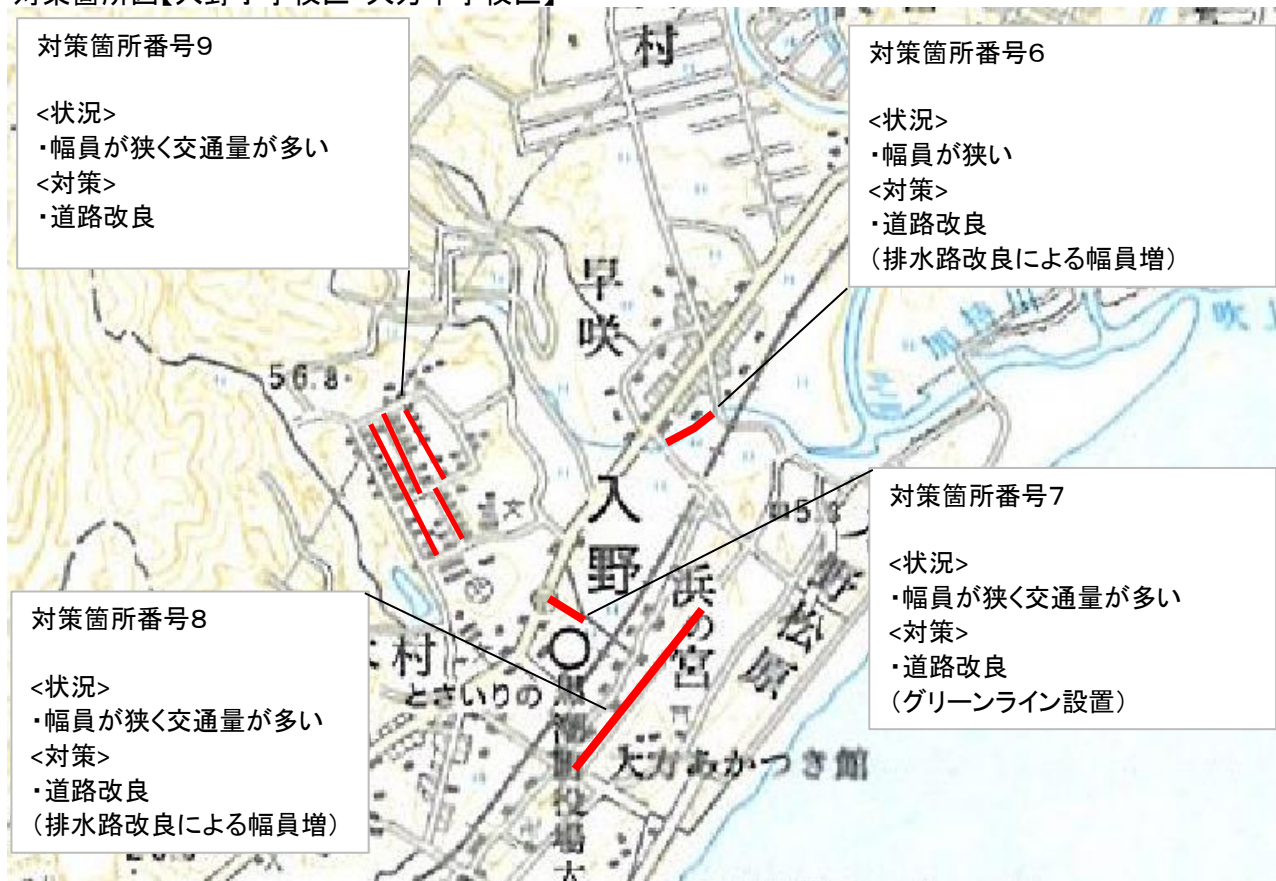 対策箇所番号9
<状況>
・幅員が狭く交通量が多い
<対策>
・道路改良
対策箇所番号6
<状況>
・幅員が狭い
<対策>
・道路改良
(排水路改良による幅員増)
村
早咲
56.8
入野
対策箇所番号7
<状況>
・幅員が狭く交通量が多い
<対策>
・道路改良
(グリーンライン設置)
浜の宮
松原
対策箇所番号8
<状況>
・幅員が狭く交通量が多い
<対策>
・道路改良
(排水路改良による幅員増)
村
とさいりの
大方あかつき館